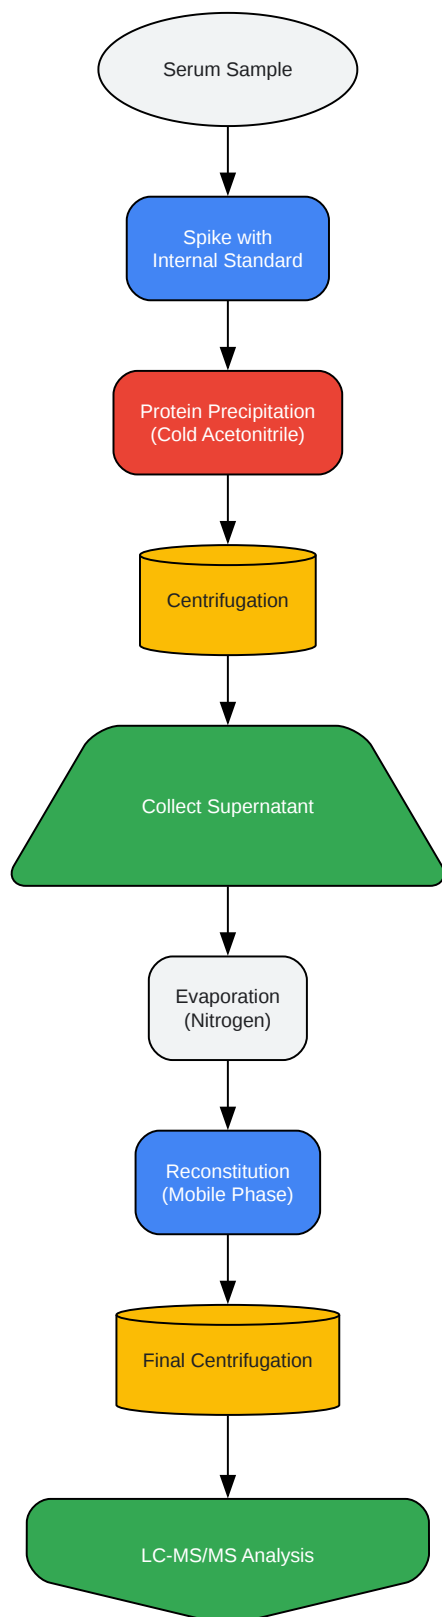 Serum Sample
Spike with
Internal Standard
Protein Precipitation
(Cold Acetonitrile)
Centrifugation
Collect Supernatant
Evaporation
(Nitrogen)
Reconstitution
(Mobile Phase)
Final Centrifugation
LC-MS/MS Analysis